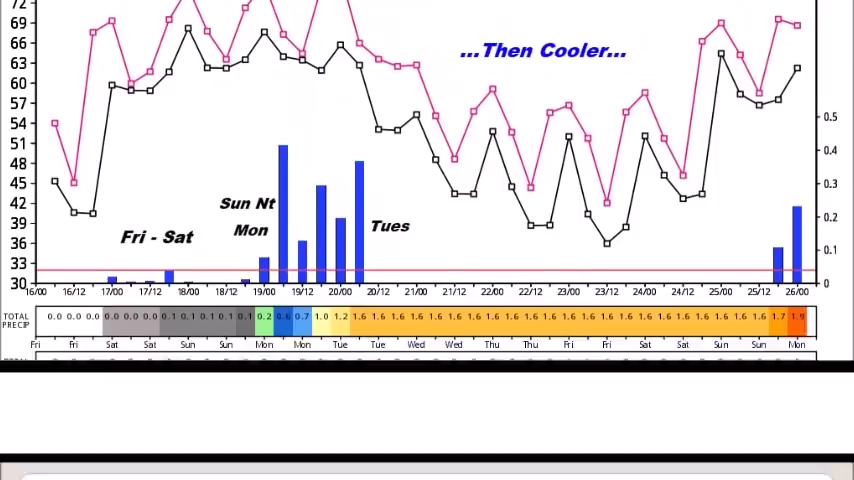 72
69
66
63
60
57
54
51
48
45
42
39
36
33
30
...Then Cooler...
0.5
0.4
0.3
0.2
0.1
0
Sun Nt
Mon
Tues
Fri - Sat
16/00 16/12 17/00 17/12 18/00 18/12 19/00 19/12 20/00 20/12 21/00 21/12 22/00 22/12 23/00 23/12 24/00 24/12 25/00 25/12 26/00
TOTAL PRECIP
0.0 0.0 0.0 0.0 0.0 0.0 0.1 0.1 0.1 0.1 0.1 0.2 0.6 0.7 1.0 1.2 1.6 1.6 1.6 1.6 1.6 1.6 1.6 1.6 1.6 1.6 1.6 1.6 1.6 1.6 1.6 1.6 1.6 1.6 1.6 1.6 1.6 1.6 1.7 1.9
Fri Fri Sat Sat Sun Sun Mon Mon Tue Tue Wed Wed Thu Thu Fri Fri Sat Sat Sun Sun Mon